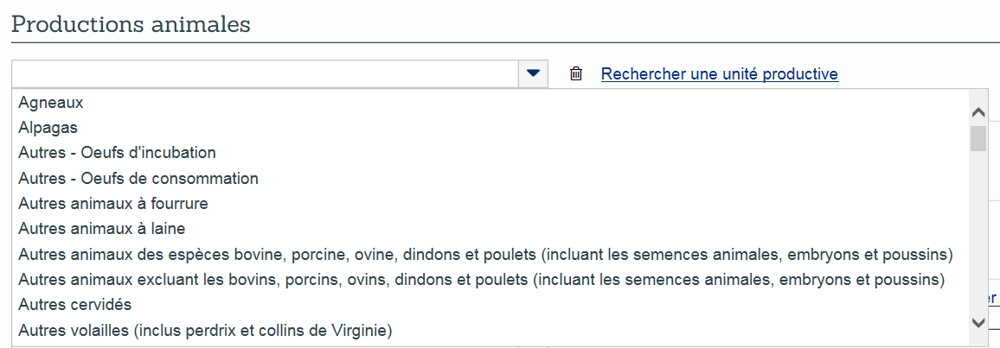 Productions animales
Rechercher une unité productive
Agneaux
Alpagas
Autres - Oeufs d'incubation
Autres - Oeufs de consommation
Autres animaux à fourrure
Autres animaux à laine
Autres animaux des espèces bovine, porcine, ovine, dindons et poulets (incluant les semences animales, embryons et poussins)
Autres animaux excluant les bovins, porcins, ovins, dindons et poulets (incluant les semences animales, embryons et poussins)
er
Autres cervidés
Autres volailles (inclus perdrix et collins de Virginie)